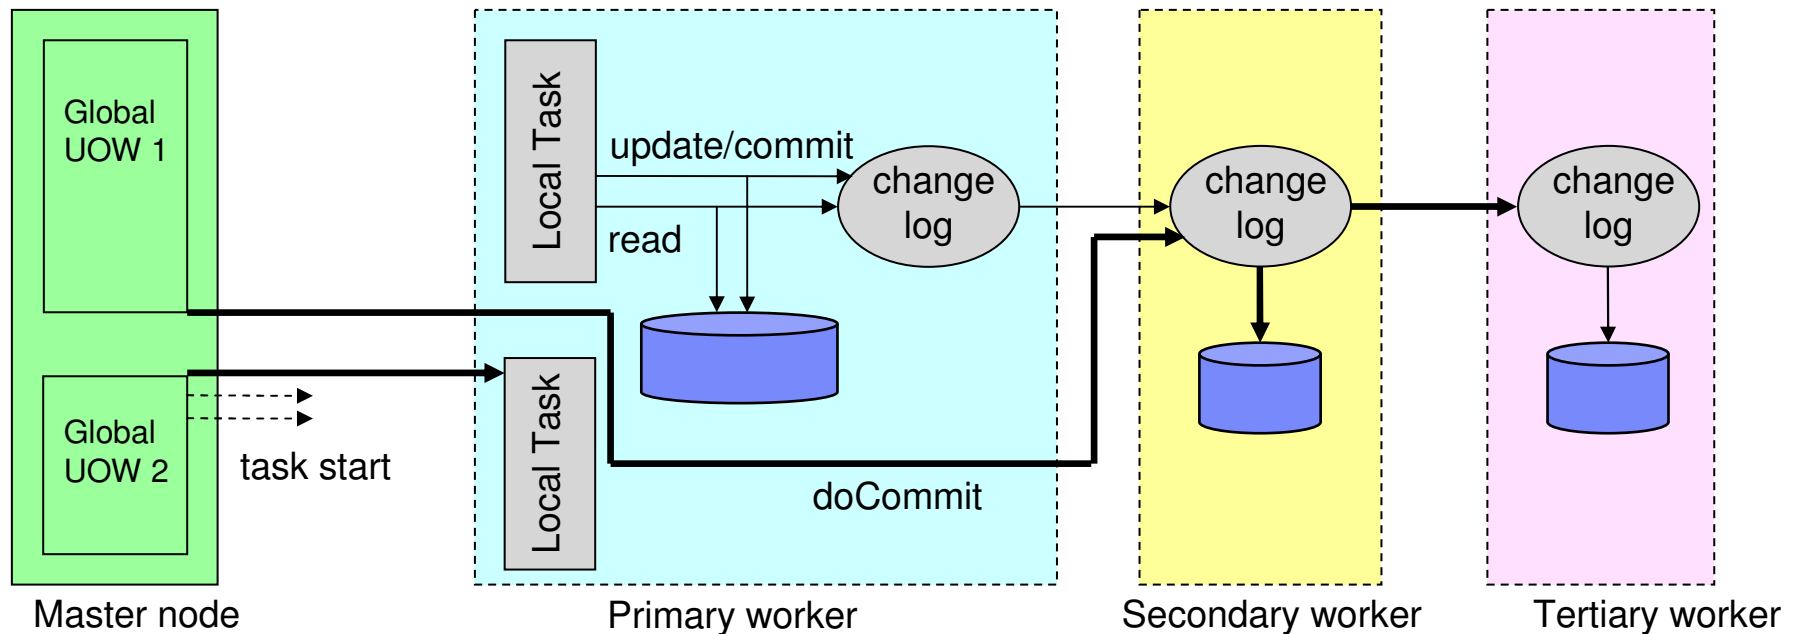 Global
UOW 1
Global
UOW 2
task start
Master node
Local Task
update/commit
read
change
log
Local Task
doCommit
Primary worker
change
log
Secondary worker
change
log
Tertiary worker